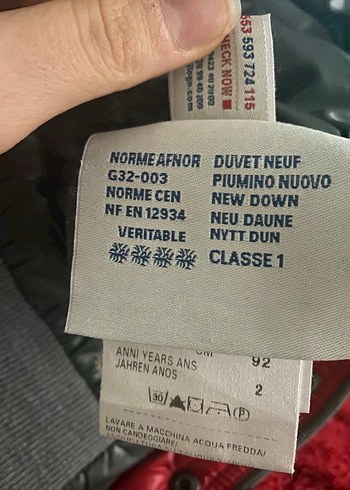 553 593 724 115
CHECK NOW
NORME AFNOR
G32-003
NORME CEN
NF EN 12934
VERITABLE
DUVET NEUF
PIUMINO NUOVO
NEW DOWN
NEU DAUNE
NYTT DUN
CLASSE 1
CM 92
ANNI YEARS ANS
JAHREN ANOS
2
30
P
LAVARE A MACCHINA ACQUA FREDDA/
NON CANDEGGIARE/